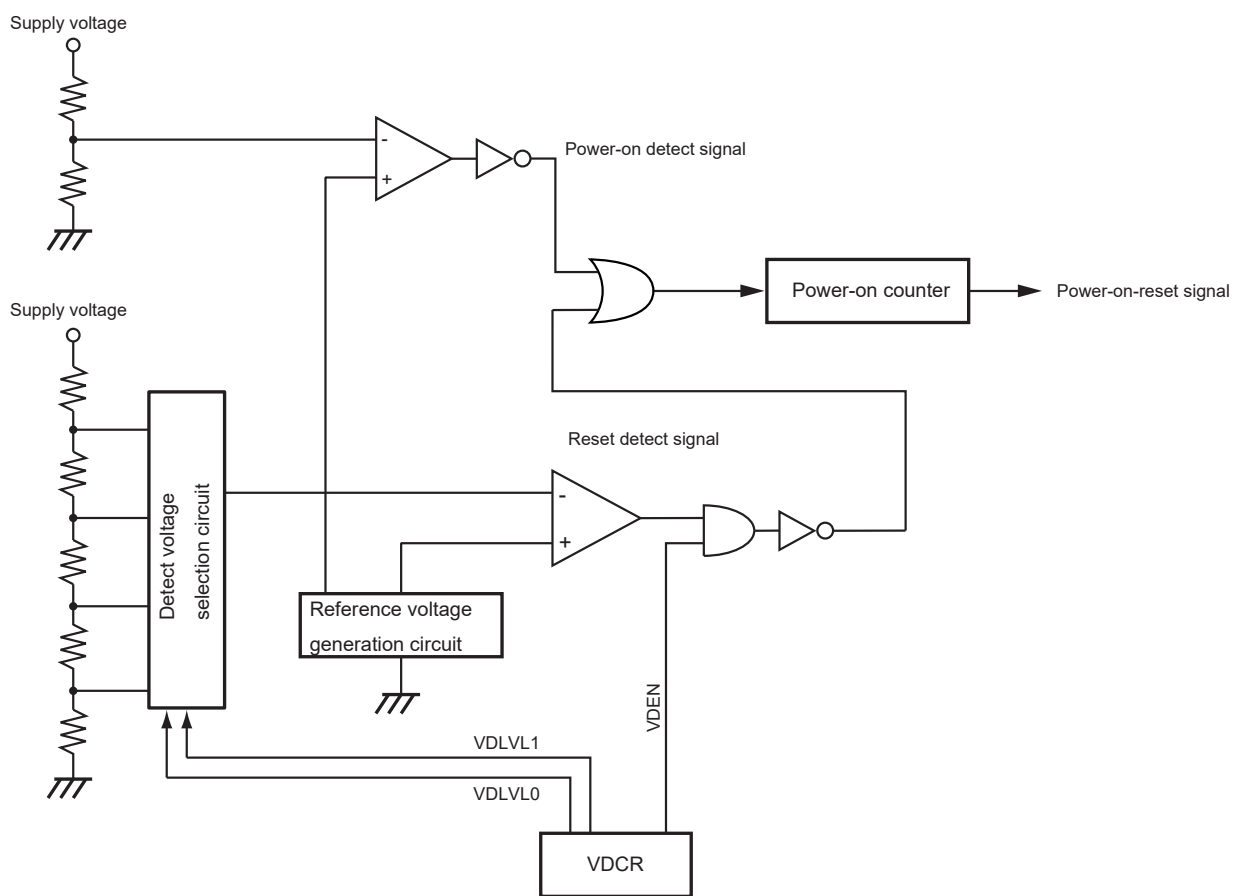 Supply voltage
-
+
Power-on detect signal
Power-on counter
Power-on-reset signal
Supply voltage
Detect voltage
selection circuit
Reset detect signal
-
+
Reference voltage
generation circuit
VDEN
VDLVL1
VDLVL0
VDCR